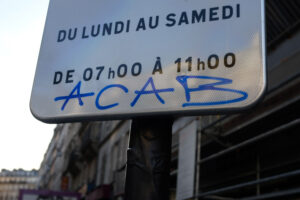 DU LUNDI AU SAMEDI
DE 07h00 À 11h00
ACAB